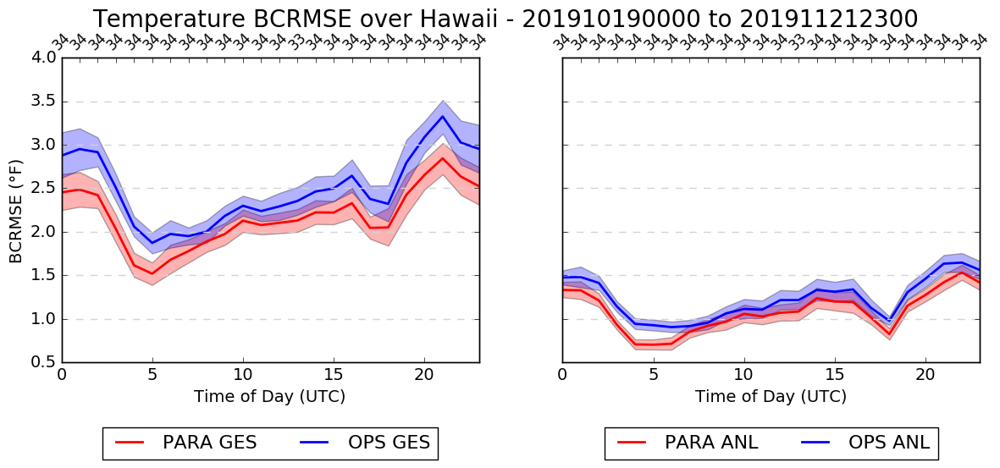 Temperature BCRMSE over Hawaii - 201910190000 to 201911212300
34 34 34 34 34 34 34 34 34 34 34 34 34 33 34 34 34 34 34 34 34 34 34 34
34 34 34 34 34 34 34 34 34 34 34 34 34 33 34 34 34 34 34 34 34 34 34 34
4.0
3.5
3.0
2.5
2.0
1.5
1.0
0.5
BCRMSE (°F)
0 5 10 15 20
0 5 10 15 20
Time of Day (UTC)
Time of Day (UTC)
PARA GES OPS GES
PARA ANL OPS ANL